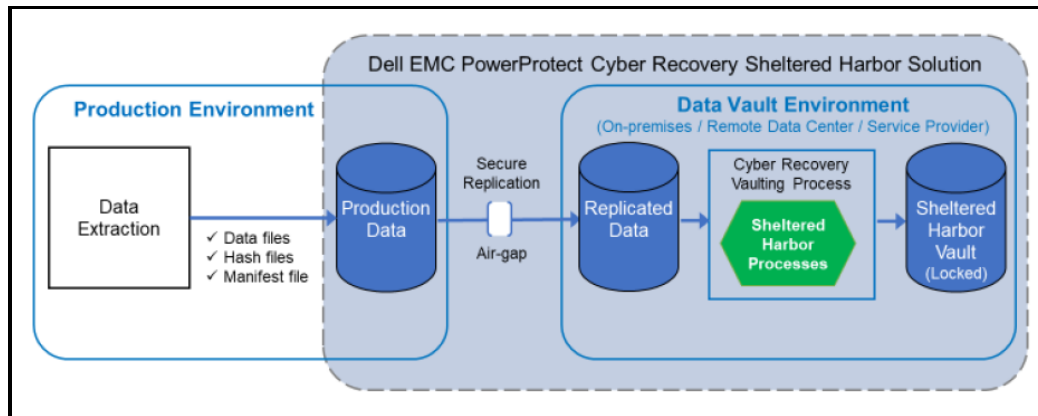 Dell EMC PowerProtect Cyber Recovery Sheltered Harbor Solution
Production Environment
Data
Extraction
✓ Data files
✓ Hash files
✓ Manifest file
Production
Data
Secure
Replication
Air-gap
Data Vault Environment
(On-premises / Remote Data Center / Service Provider)
Replicated
Data
Cyber Recovery
Vaulting Process
Sheltered
Harbor
Processes
Sheltered
Harbor
Vault
(Locked)